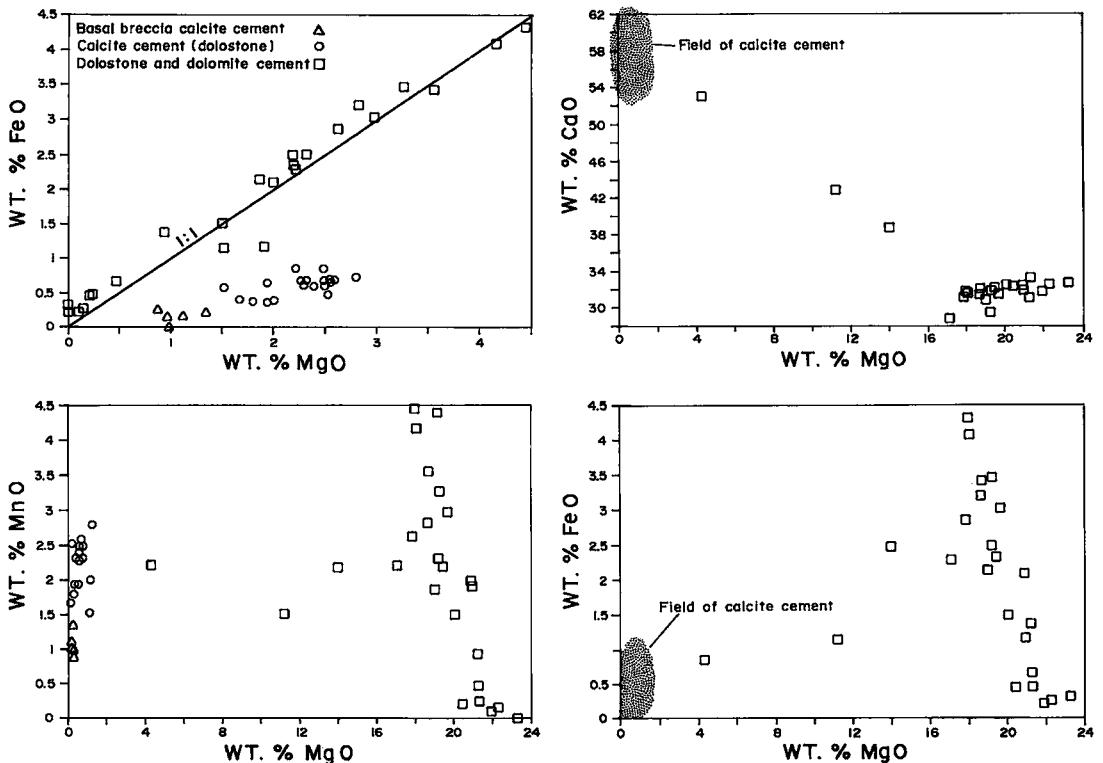 Basal breccia calcite cement
Calcite cement (dolostone)
Dolostone and dolomite cement
1:1
4.5
4
3.5
3
2.5
2
1.5
1
0.5
0
WT. % FeO
0 1 2 3 4
WT. % MgO
62
58
54
50
46
42
38
34
30
WT. % CaO
Field of calcite cement
0 4 8 12 16 20 24
WT. % MgO
4.5
4
3.5
3
2.5
2
1.5
1
0.5
0
WT. % MnO
0 4 8 12 16 20 24
WT. % MgO
4.5
4
3.5
3
2.5
2
1.5
1
0.5
0
WT. % FeO
Field of calcite cement
0 4 8 12 16 20 24
WT. % MgO